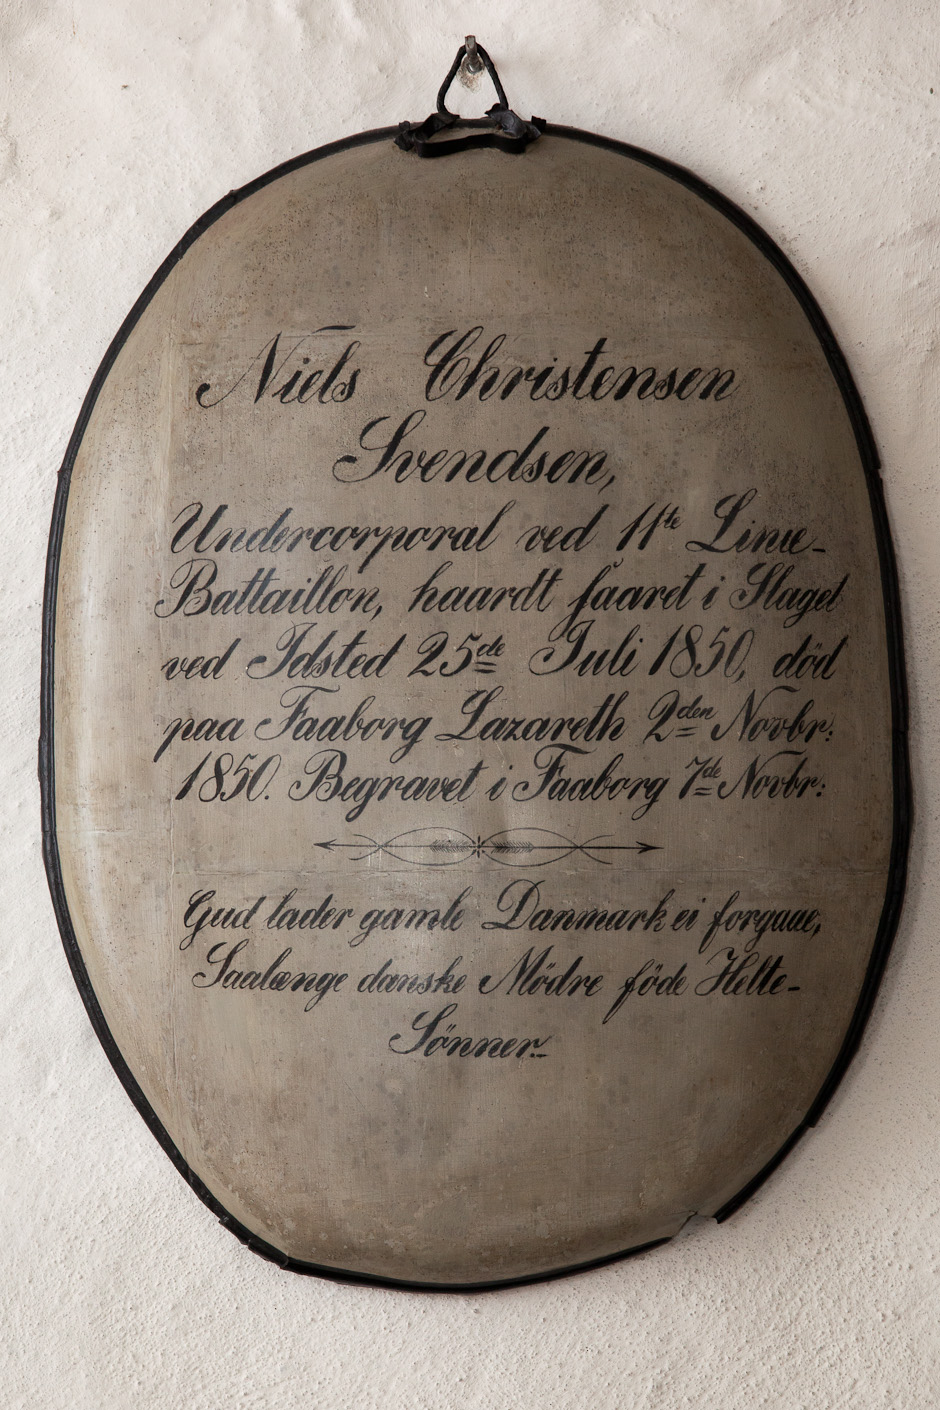 Niels Christensen
Svendsen,
Undercorporal ved 11te Linie-
Battaillon, haardt saaret i Slaget
ved Idsted 25de Juli 1850, död
paa Faaborg Lazareth 2den Novbr:
1850. Begravet i Faaborg 7de Novbr:
Gud lader gamle Danmark ei forgaae,
Saalænge danske Mödre föde Helte-
Sönner.